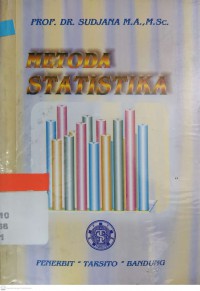 PROF. DR. SUDJANA M.A., M.Sc.
METODA
STATISTIKA
PENERBIT "TARSITO" BANDUNG